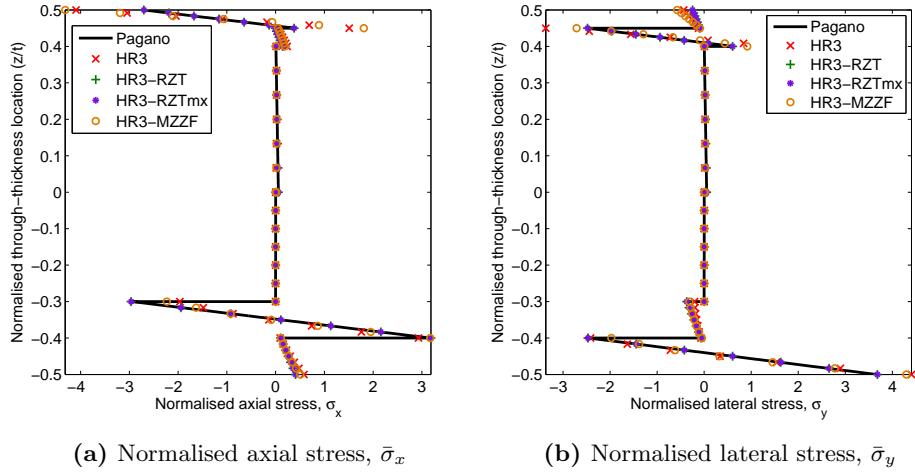 0.5
0.4
0.3
0.2
0.1
0
−0.1
−0.2
−0.3
−0.4
−0.5
Normalised through−thickness location (z/t)
Pagano
HR3
HR3−RZT
HR3−RZTmx
HR3−MZZF
−4 −3 −2 −1 0 1 2 3
Normalised axial stress, σx
(a) Normalised axial stress, σ̄x
0.5
0.4
0.3
0.2
0.1
0
−0.1
−0.2
−0.3
−0.4
−0.5
Normalised through−thickness location (z/t)
Pagano
HR3
HR3−RZT
HR3−RZTmx
HR3−MZZF
−3 −2 −1 0 1 2 3 4
Normalised lateral stress, σy
(b) Normalised lateral stress, σ̄y